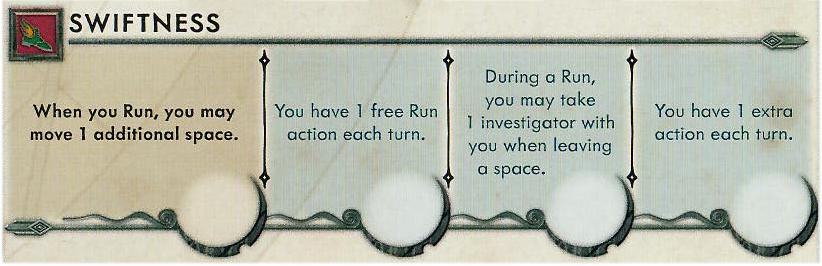 SWIFTNESS
When you Run, you may
move 1 additional space.
You have 1 free Run
action each turn.
During a Run,
you may take
1 investigator with
you when leaving
a space.
You have 1 extra
action each turn.